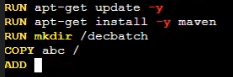 RUN apt-get update -y
RUN apt-get install -y maven
RUN mkdir /decbatch
COPY abc /
ADD